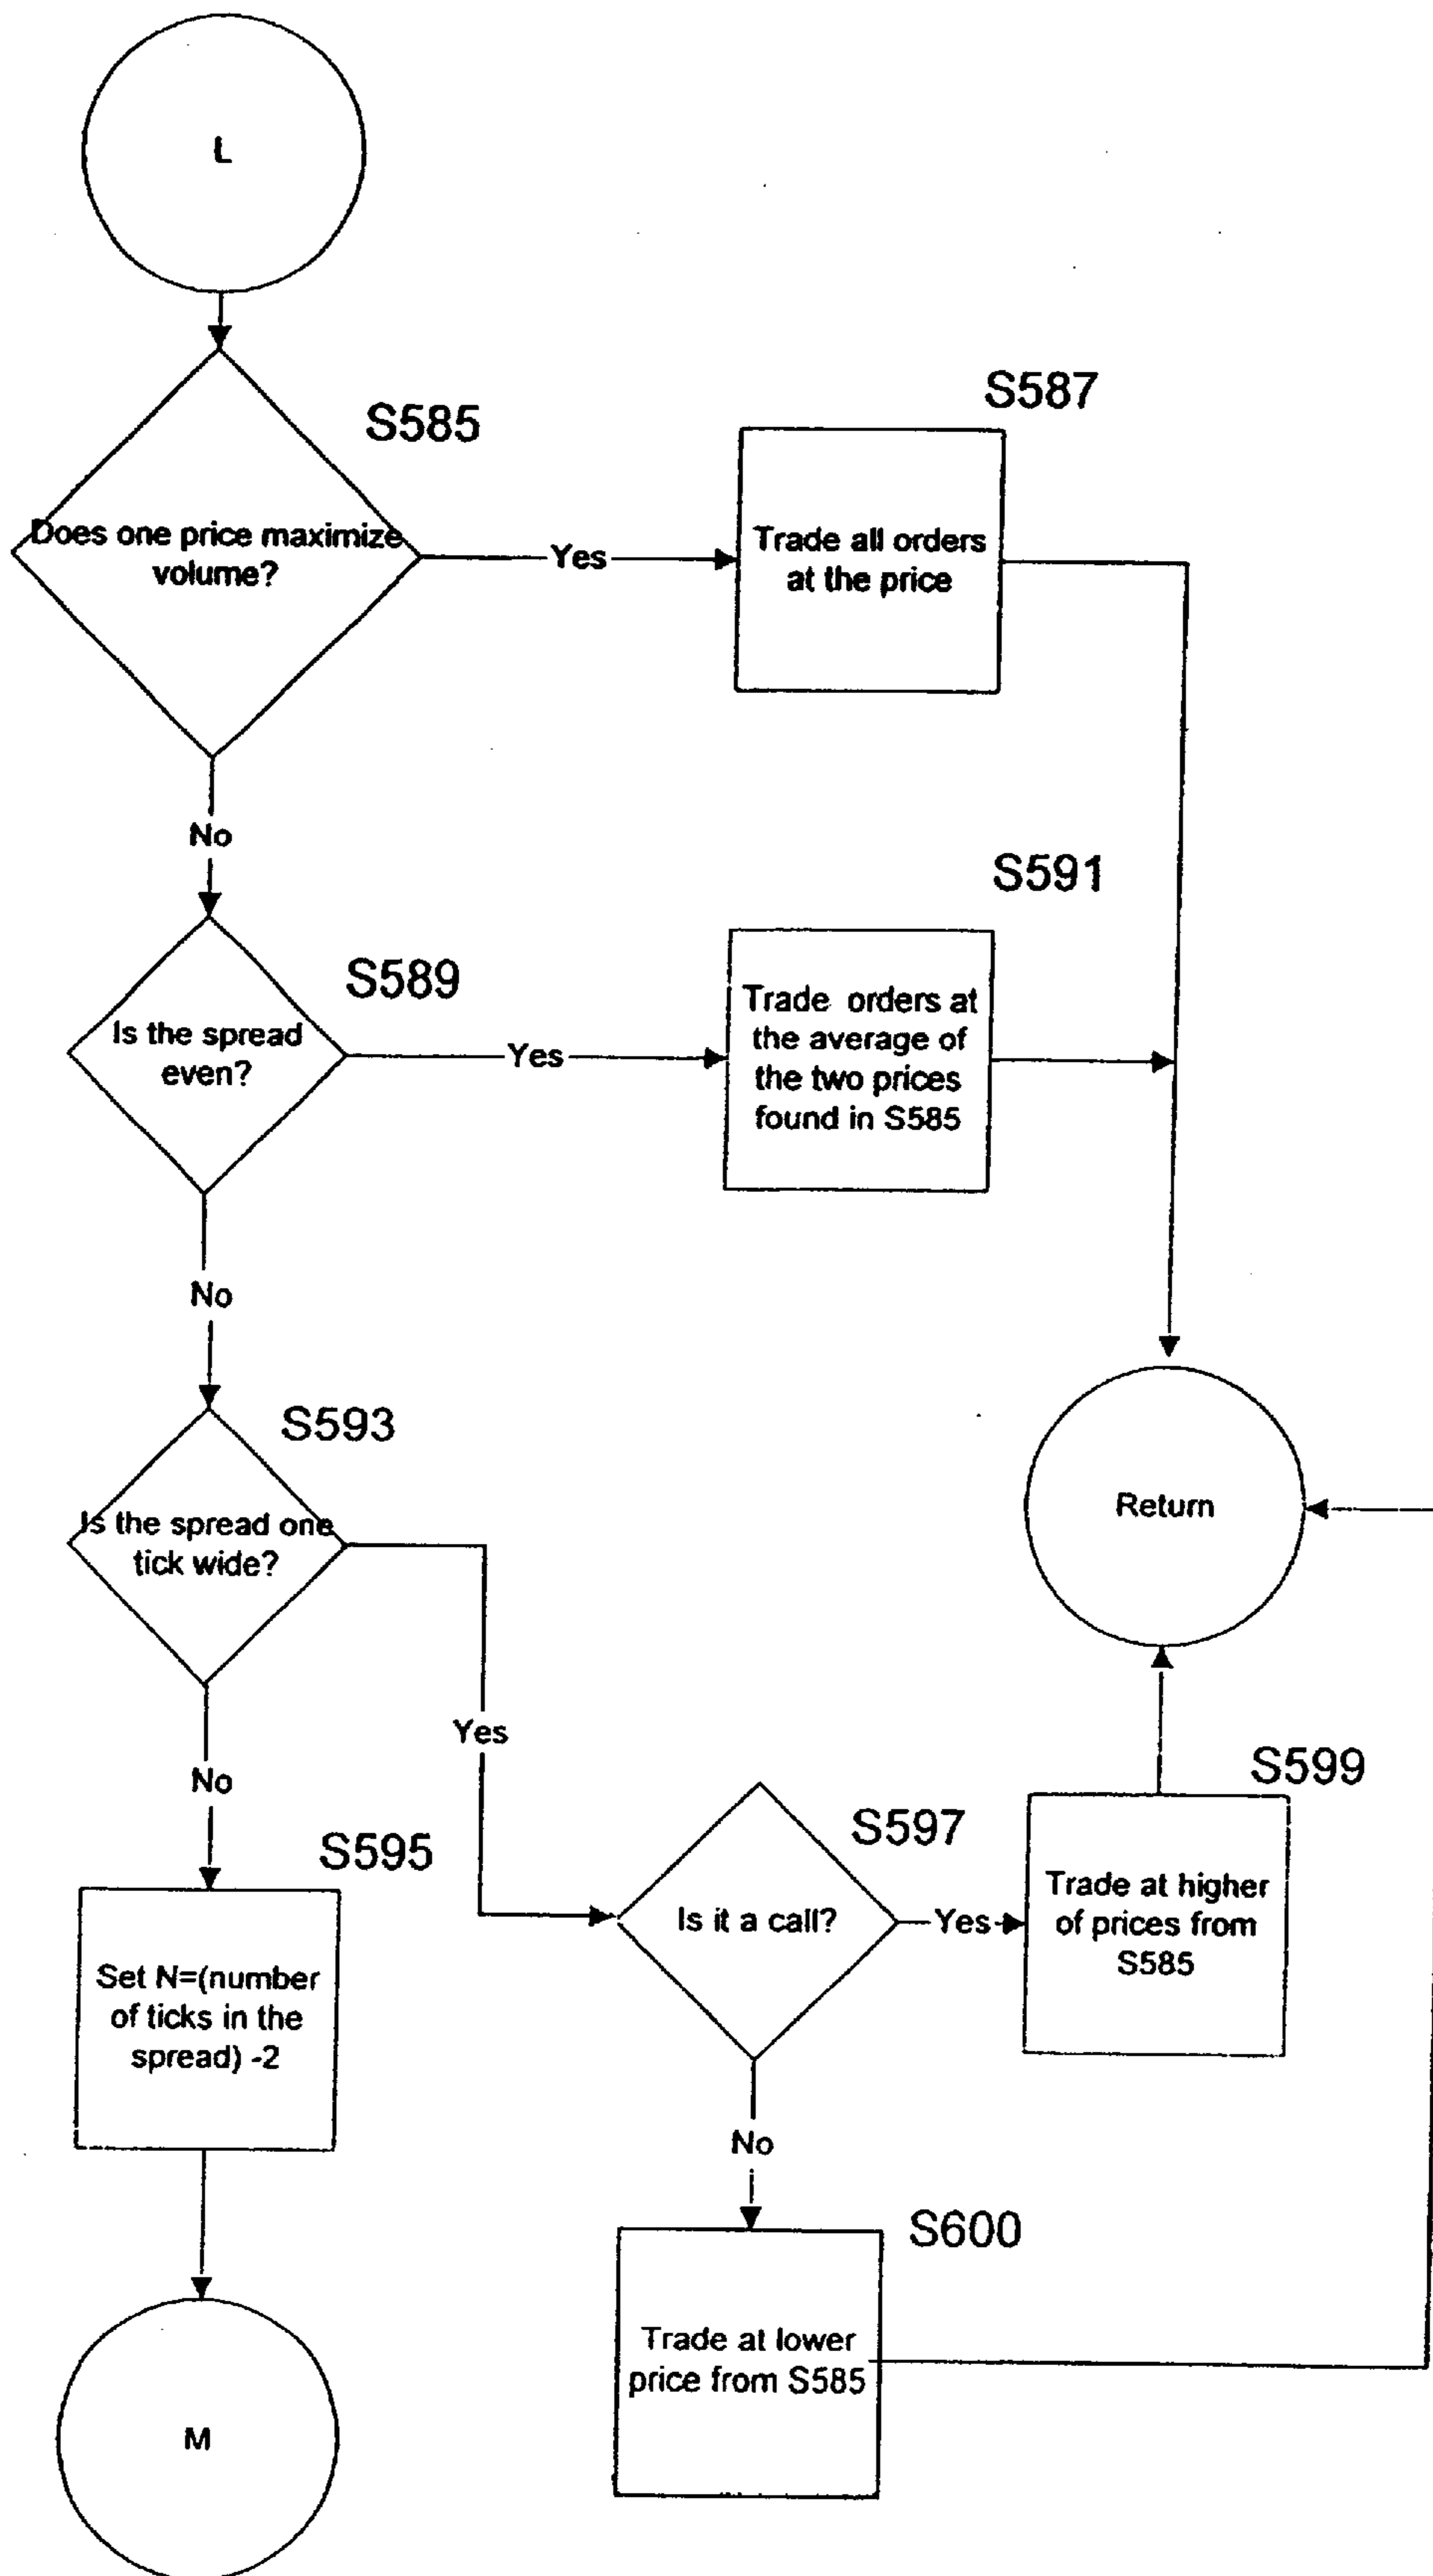 L
S585
Does one price maximize
volume?
Yes
S587
Trade all orders
at the price
No
S589
Is the spread
even?
Yes
S591
Trade orders at
the average of
the two prices
found in S585
No
S593
Is the spread one
tick wide?
Yes
No
Return
S595
Set N=(number
of ticks in the
spread) -2
S597
Is it a call?
Yes
S599
Trade at higher
of prices from
S585
No
S600
Trade at lower
price from S585
M